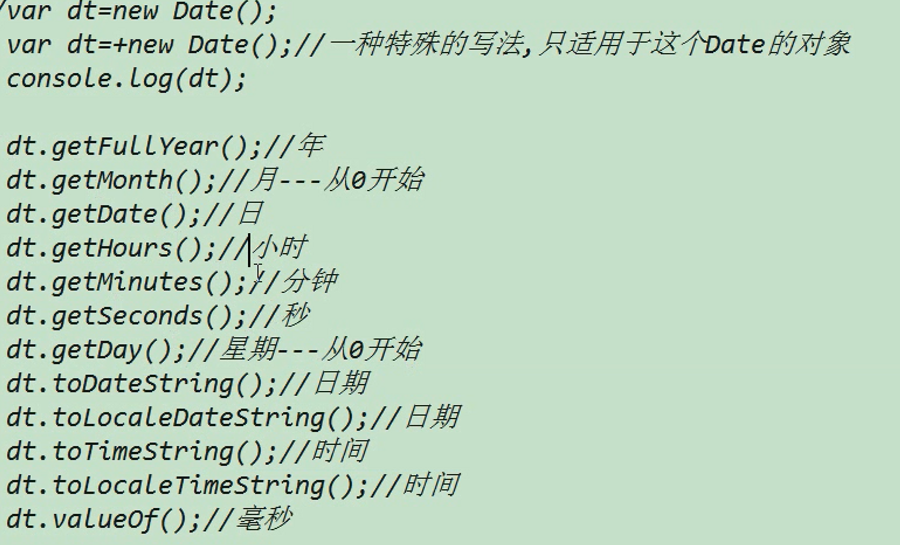 /var dt=new Date();
var dt=+new Date();//一种特殊的写法,只适用于这个Date的对象
console.log(dt);
dt.getFullYear();//年
dt.getMonth();//月---从0开始
dt.getDate();//日
dt.getHours();//小时
dt.getMinutes();//分钟
dt.getSeconds();//秒
dt.getDay();//星期---从0开始
dt.toDateString();//日期
dt.toLocaleDateString();//日期
dt.toTimeString();//时间
dt.toLocaleTimeString();//时间
dt.valueOf();//毫秒